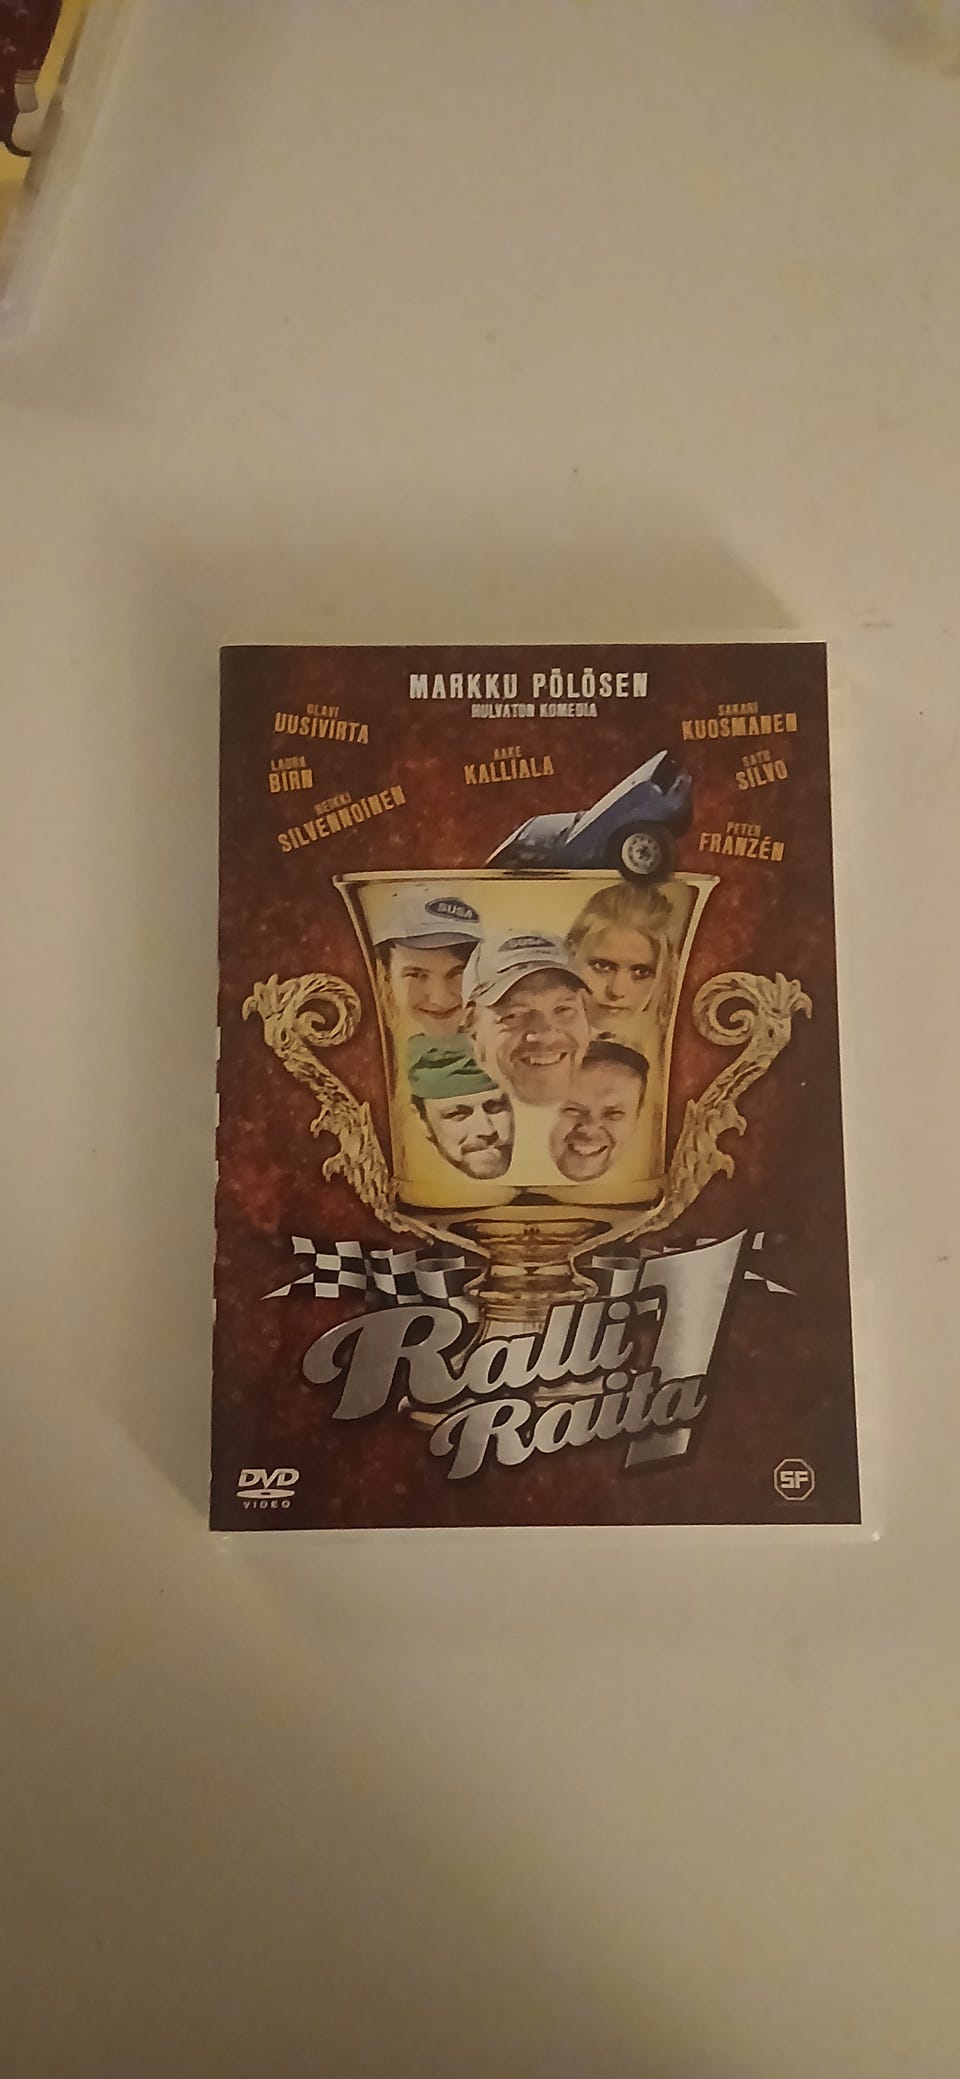 MARKKU PÖLÖSEN
HULVATON KOMEDIA
OLAVI
UUSIVIRTA
SAKARI
KUOSMANEN
LAURA
BIRN
AAKE
KALLIALA
SATU
SILVO
HEIKKI
SILVENNOINEN
PETER
FRANZÉN
SUSA
SUSA
Ralli
Raita
1
DVD
VIDEO
SF